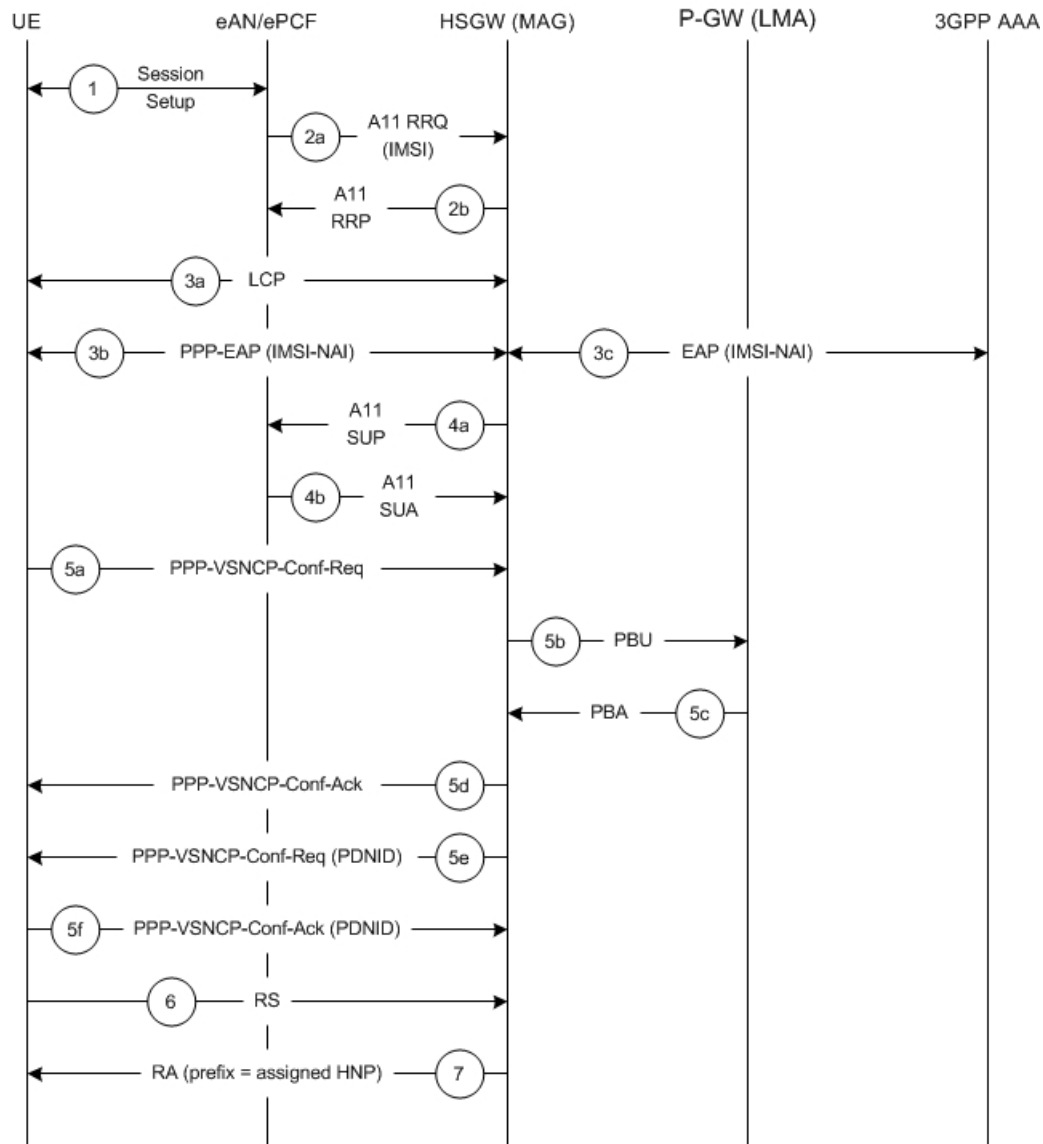 UE
eAN/ePCF
HSGW (MAG)
P-GW (LMA)
3GPP AAA
1
Session
Setup
2a
A11 RRQ
(IMSI)
A11
RRP
2b
3a
LCP
3b
PPP-EAP (IMSI-NAI)
3c
EAP (IMSI-NAI)
A11
SUP
4a
4b
A11
SUA
5a
PPP-VSNCP-Conf-Req
5b
PBU
PBA
5c
PPP-VSNCP-Conf-Ack
5d
PPP-VSNCP-Conf-Req (PDNID)
5e
5f
PPP-VSNCP-Conf-Ack (PDNID)
6
RS
RA (prefix = assigned HNP)
7